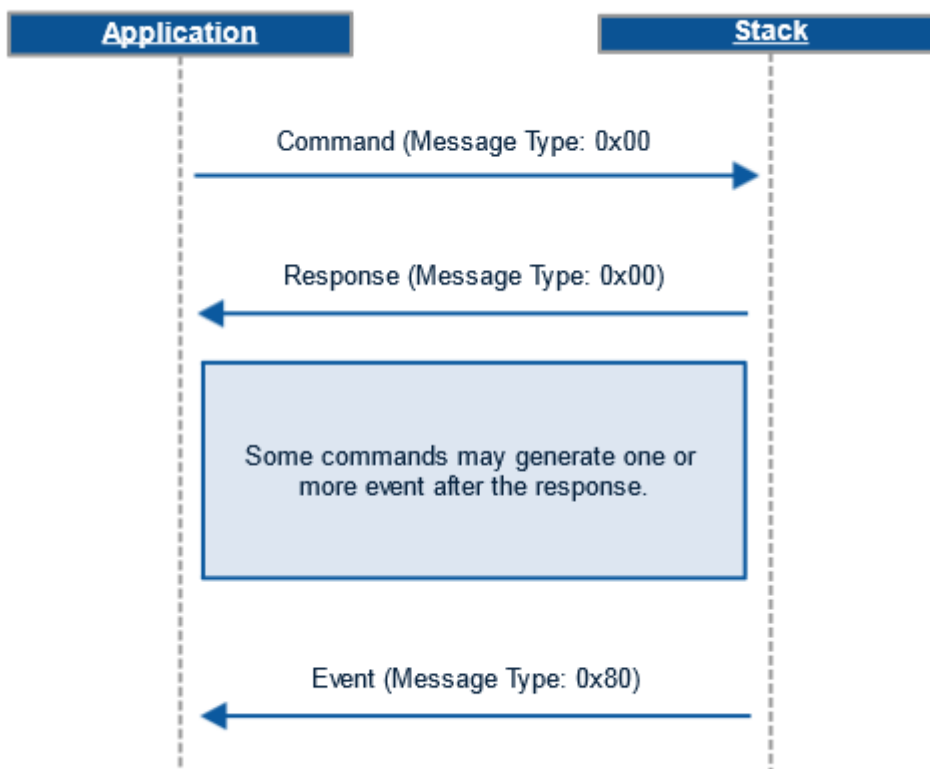 Application
Stack
Command (Message Type: 0x00
Response (Message Type: 0x00)
Some commands may generate one or
more event after the response.
Event (Message Type: 0x80)